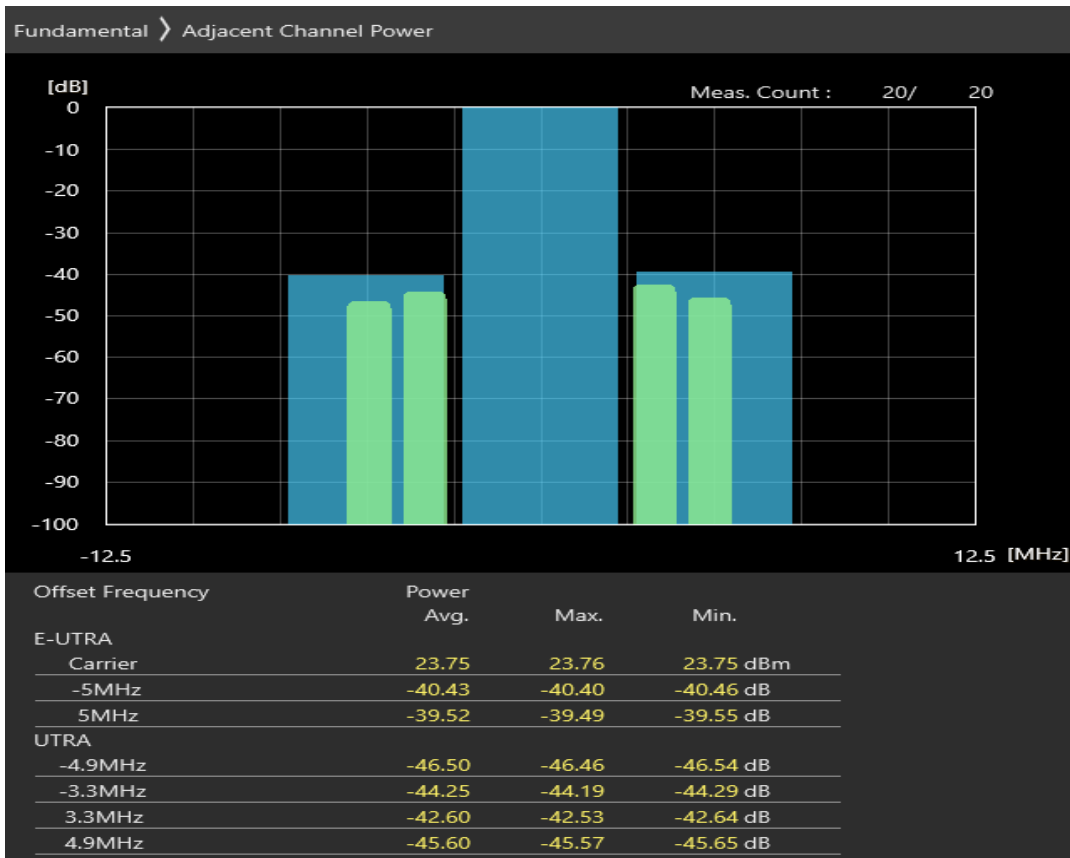 Fundamental 〉 Adjacent Channel Power
[dB]
Meas. Count : 20/ 20
0
-10
-20
-30
-40
-50
-60
-70
-80
-90
-100
-12.5 12.5 [MHz]
Offset Frequency Power
Avg. Max. Min.
E-UTRA
Carrier 23.75 23.76 23.75 dBm
-5MHz -40.43 -40.40 -40.46 dB
5MHz -39.52 -39.49 -39.55 dB
UTRA
-4.9MHz -46.50 -46.46 -46.54 dB
-3.3MHz -44.25 -44.19 -44.29 dB
3.3MHz -42.60 -42.53 -42.64 dB
4.9MHz -45.60 -45.57 -45.65 dB